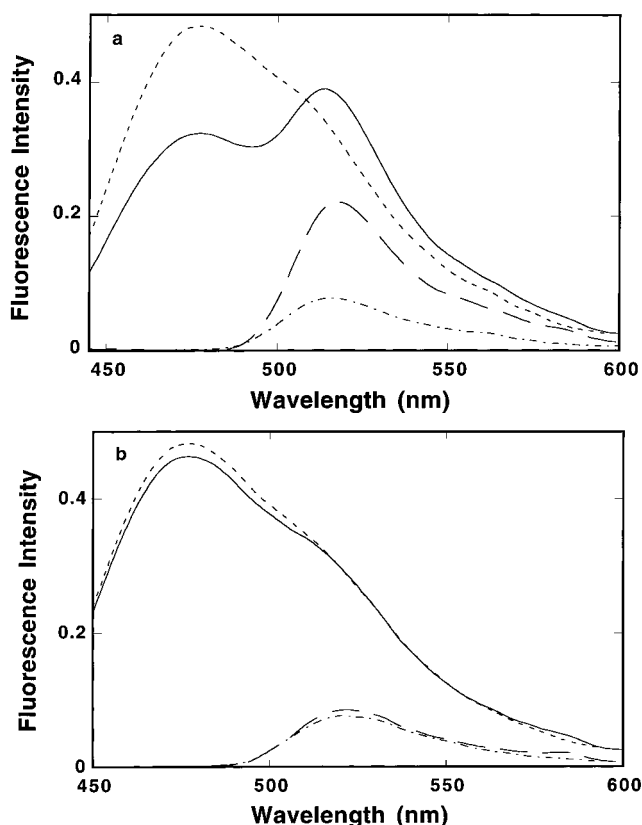 a
0.4
0.2
0
Fluorescence Intensity
450 500 550 600
Wavelength (nm)
b
0.4
0.2
0
Fluorescence Intensity
450 500 550 600
Wavelength (nm)